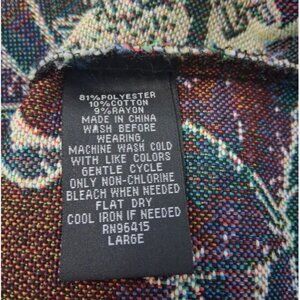 81%POLYESTER
10%COTTON
9%RAYON
MADE IN CHINA
WASH BEFORE
WEARING,
MACHINE WASH COLD
WITH LIKE COLORS
GENTLE CYCLE
ONLY NON-CHLORINE
BLEACH WHEN NEEDED
FLAT DRY
COOL IRON IF NEEDED
RN96415
LARGE